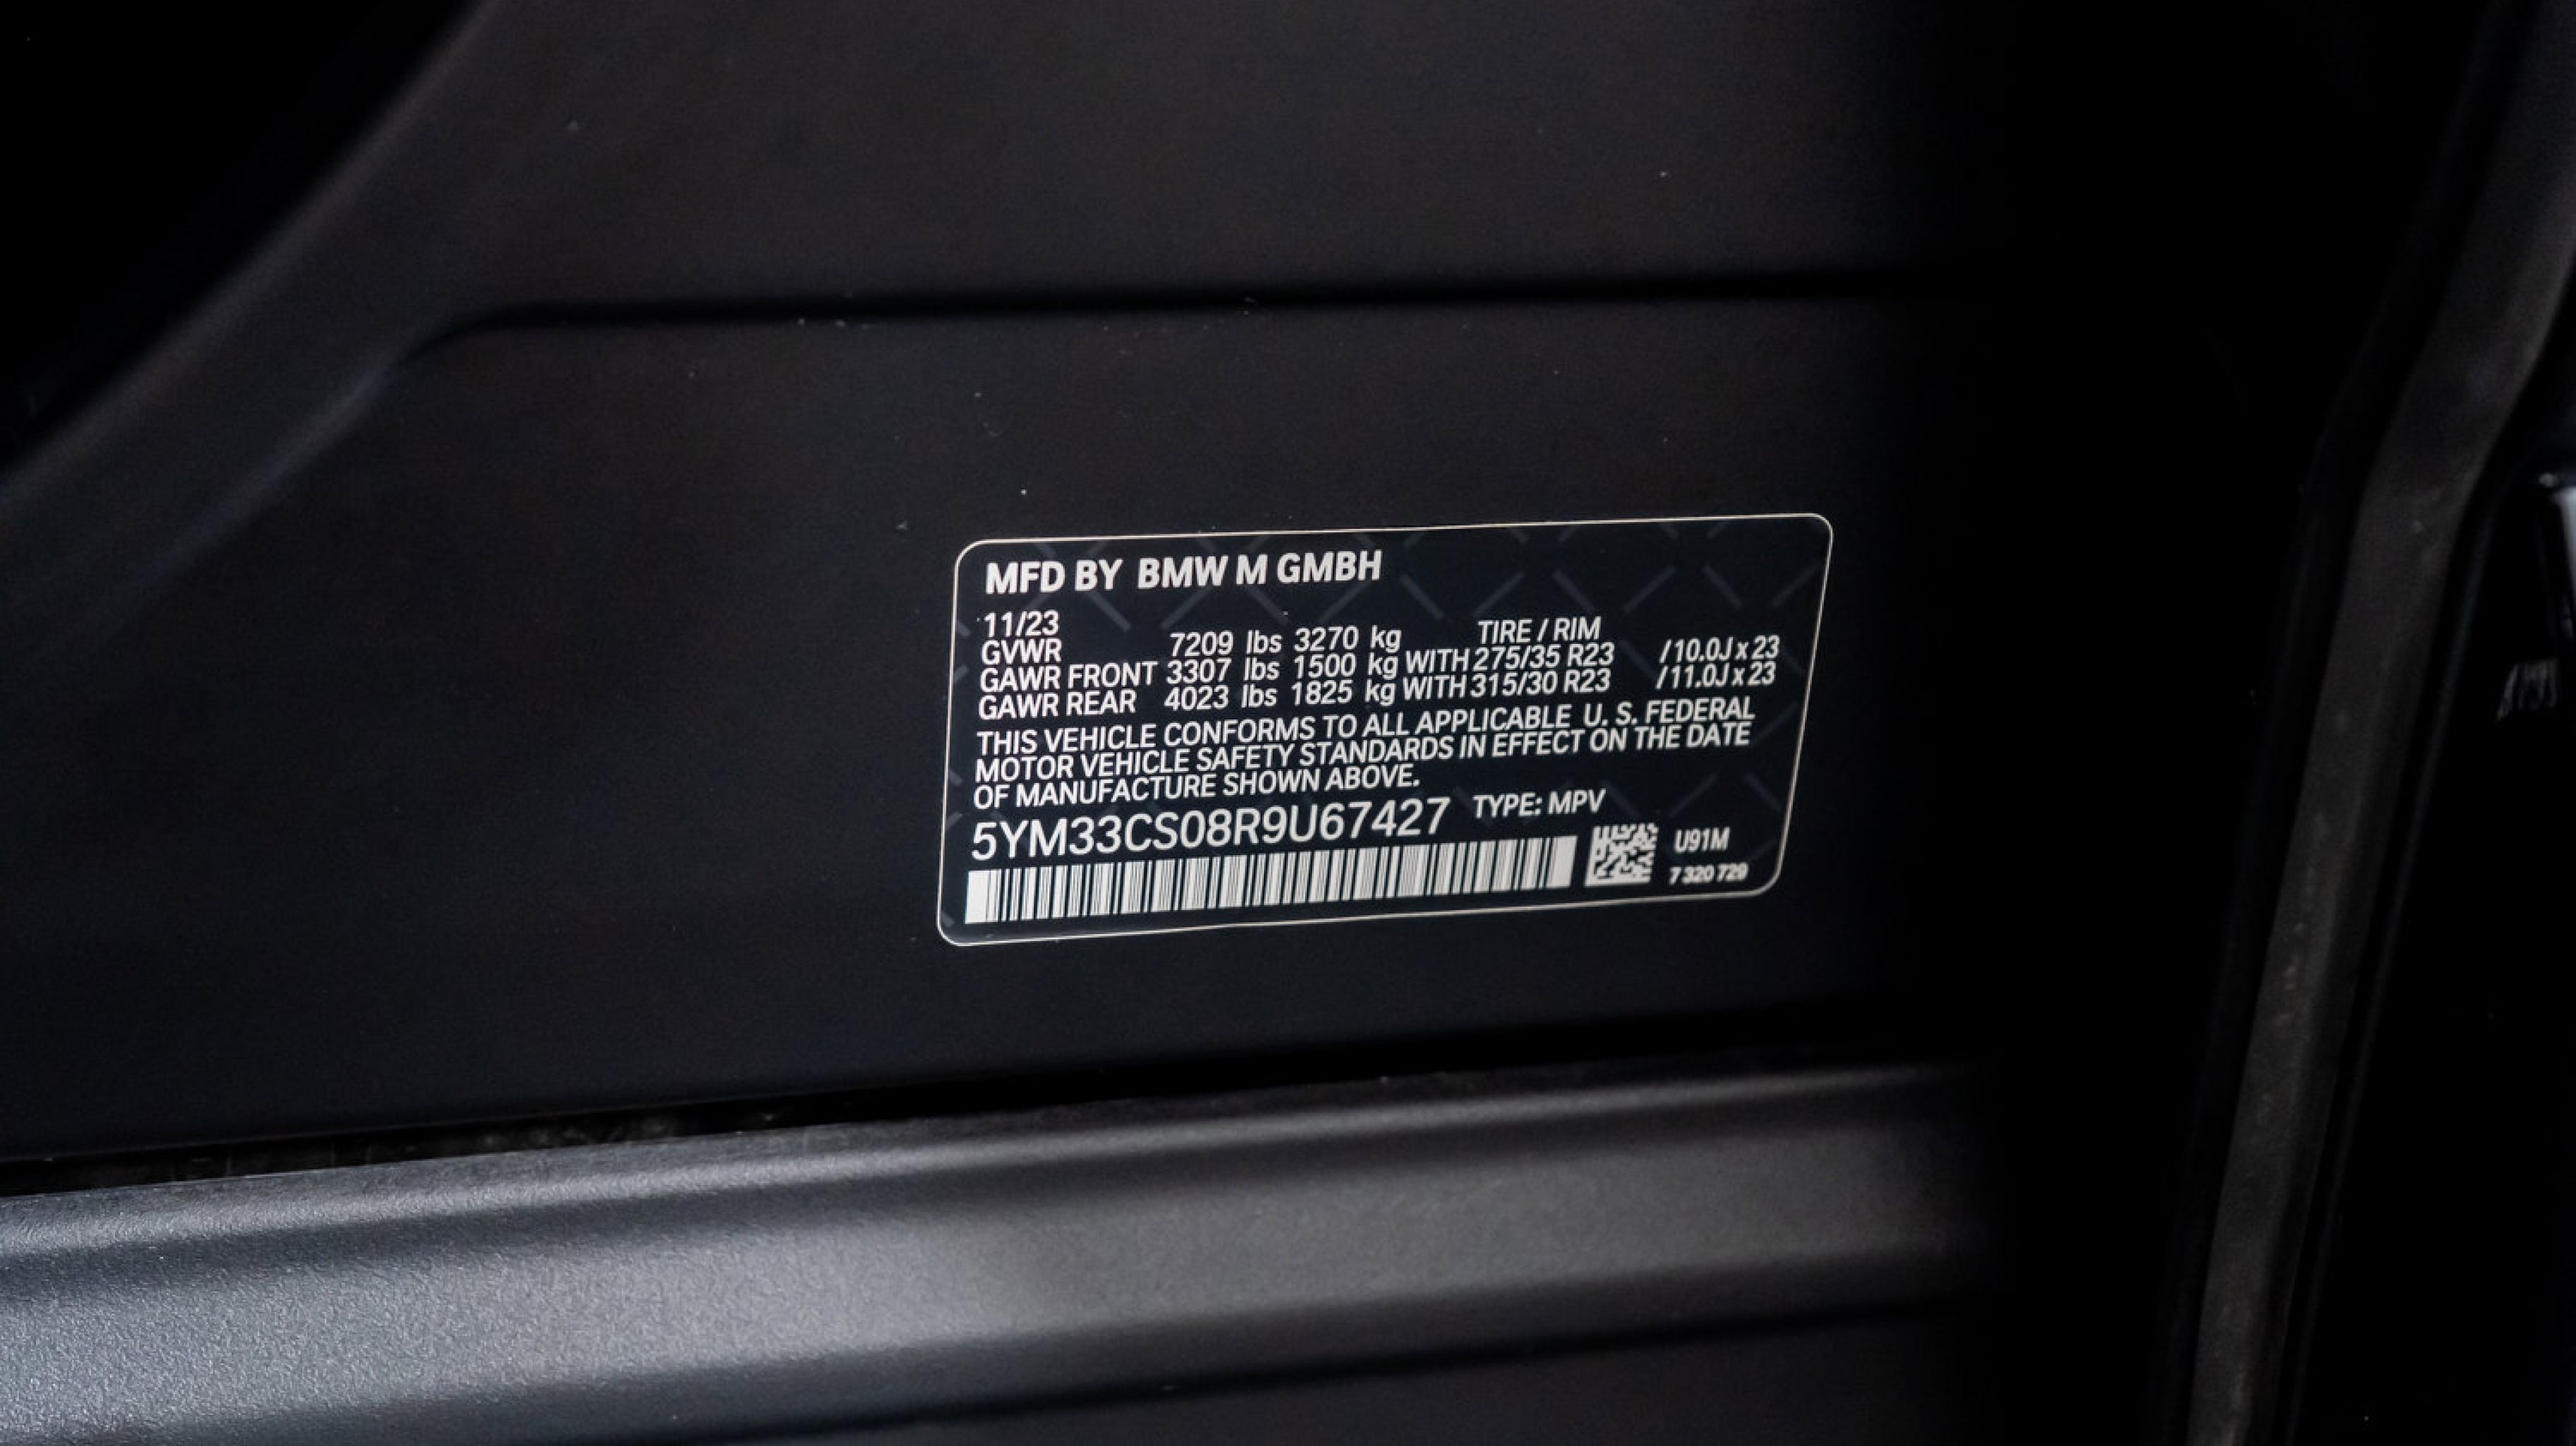 MFD BY BMW M GMBH
11/23 TIRE / RIM
GVWR 7209 lbs 3270 kg
GAWR FRONT 3307 lbs 1500 kg WITH 275/35 R23 /10.0J x 23
GAWR REAR 4023 lbs 1825 kg WITH 315/30 R23 /11.0J x 23
THIS VEHICLE CONFORMS TO ALL APPLICABLE U. S. FEDERAL
MOTOR VEHICLE SAFETY STANDARDS IN EFFECT ON THE DATE
OF MANUFACTURE SHOWN ABOVE.
5YM33CS08R9U67427 TYPE: MPV
U91M
7 320 729